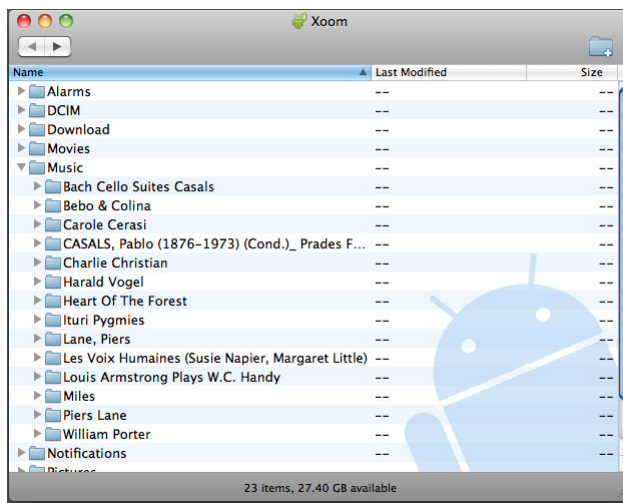 Xoom
Name Last Modified Size
Alarms -- --
DCIM -- --
Download -- --
Movies -- --
Music -- --
Bach Cello Suites Casals -- --
Bebo & Colina -- --
Carole Cerasi -- --
CASALS, Pablo (1876-1973) (Cond.)_ Prades F... -- --
Charlie Christian -- --
Harald Vogel -- --
Heart Of The Forest -- --
Ituri Pygmies -- --
Lane, Piers -- --
Les Voix Humaines (Susie Napier, Margaret Little) -- --
Louis Armstrong Plays W.C. Handy -- --
Miles -- --
Piers Lane -- --
William Porter -- --
Notifications -- --
Pictures -- --
23 items, 27.40 GB available